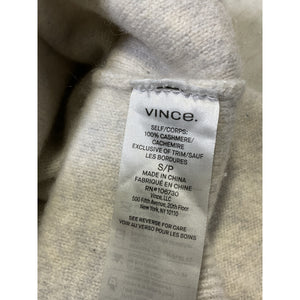 VINCE.
SELF/CORPS:
100% CASHMERE/
CACHEMIRE
EXCLUSIVE OF TRIM/SAUF
LES BORDURES
S/P
MADE IN CHINA
FABRIQUÉ EN CHINE
RN#106730
Vince, LLC
500 Fifth Avenue, 20th Floor
New York, NY 10110
SEE REVERSE FOR CARE
VOIR AU VERSO POUR LES SOINS